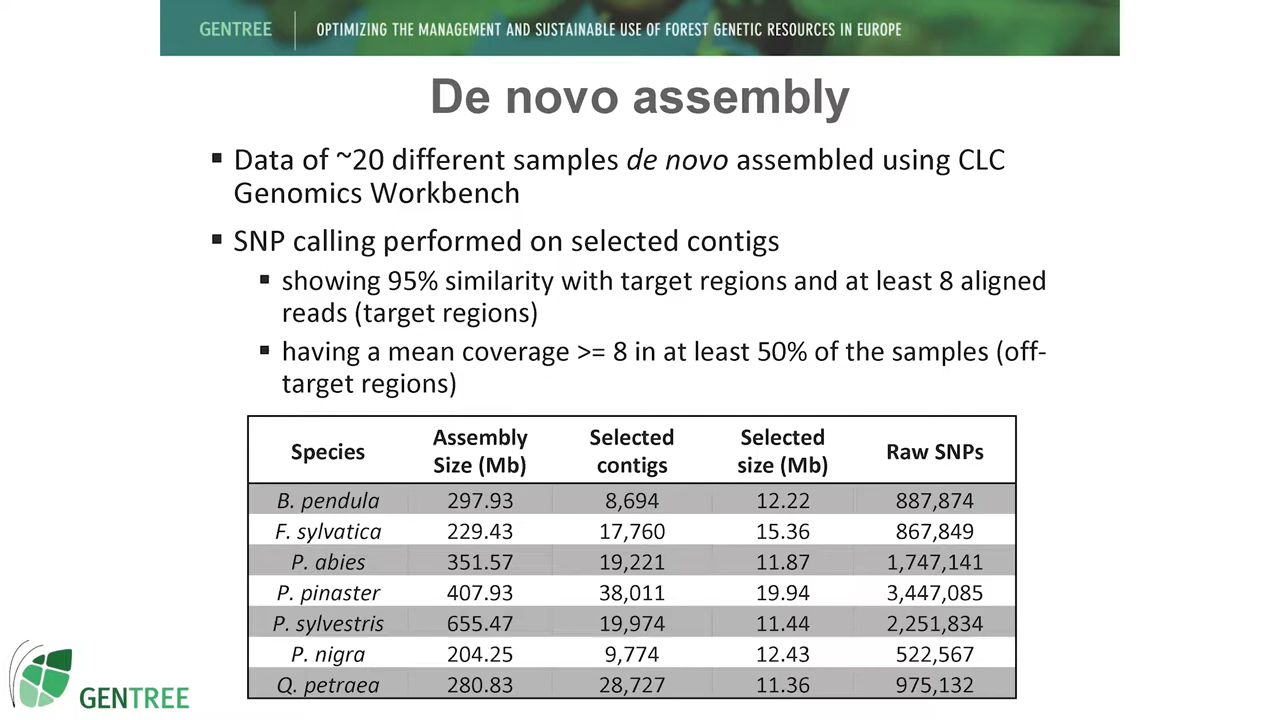 GENTREE OPTIMIZING THE MANAGEMENT AND SUSTAINABLE USE OF FOREST GENETIC RESOURCES IN EUROPE
De novo assembly
▪ Data of ~20 different samples de novo assembled using CLC
Genomics Workbench
▪ SNP calling performed on selected contigs
▪ showing 95% similarity with target regions and at least 8 aligned
reads (target regions)
▪ having a mean coverage >= 8 in at least 50% of the samples (off-
target regions)
Species Assembly Size (Mb) Selected contigs Selected size (Mb) Raw SNPs
B. pendula 297.93 8,694 12.22 887,874
F. sylvatica 229.43 17,760 15.36 867,849
P. abies 351.57 19,221 11.87 1,747,141
P. pinaster 407.93 38,011 19.94 3,447,085
P. sylvestris 655.47 19,974 11.44 2,251,834
P. nigra 204.25 9,774 12.43 522,567
Q. petraea 280.83 28,727 11.36 975,132
GENTREE